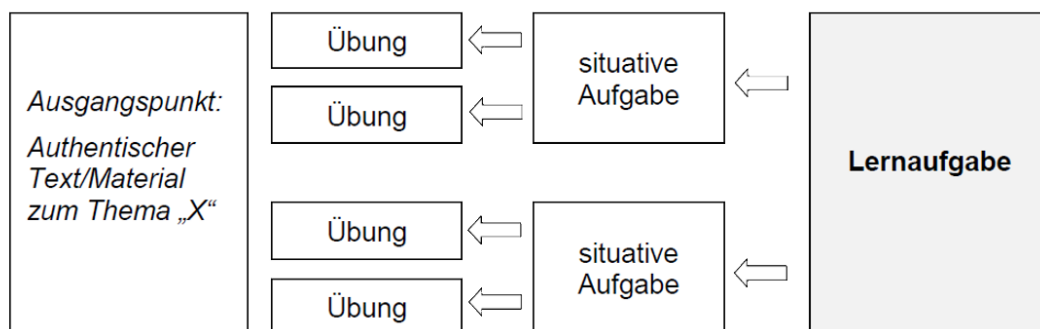 Ausgangspunkt:
Authentischer
Text/Material
zum Thema „X“
Übung
Übung
situative
Aufgabe
Übung
Übung
situative
Aufgabe
Lernaufgabe